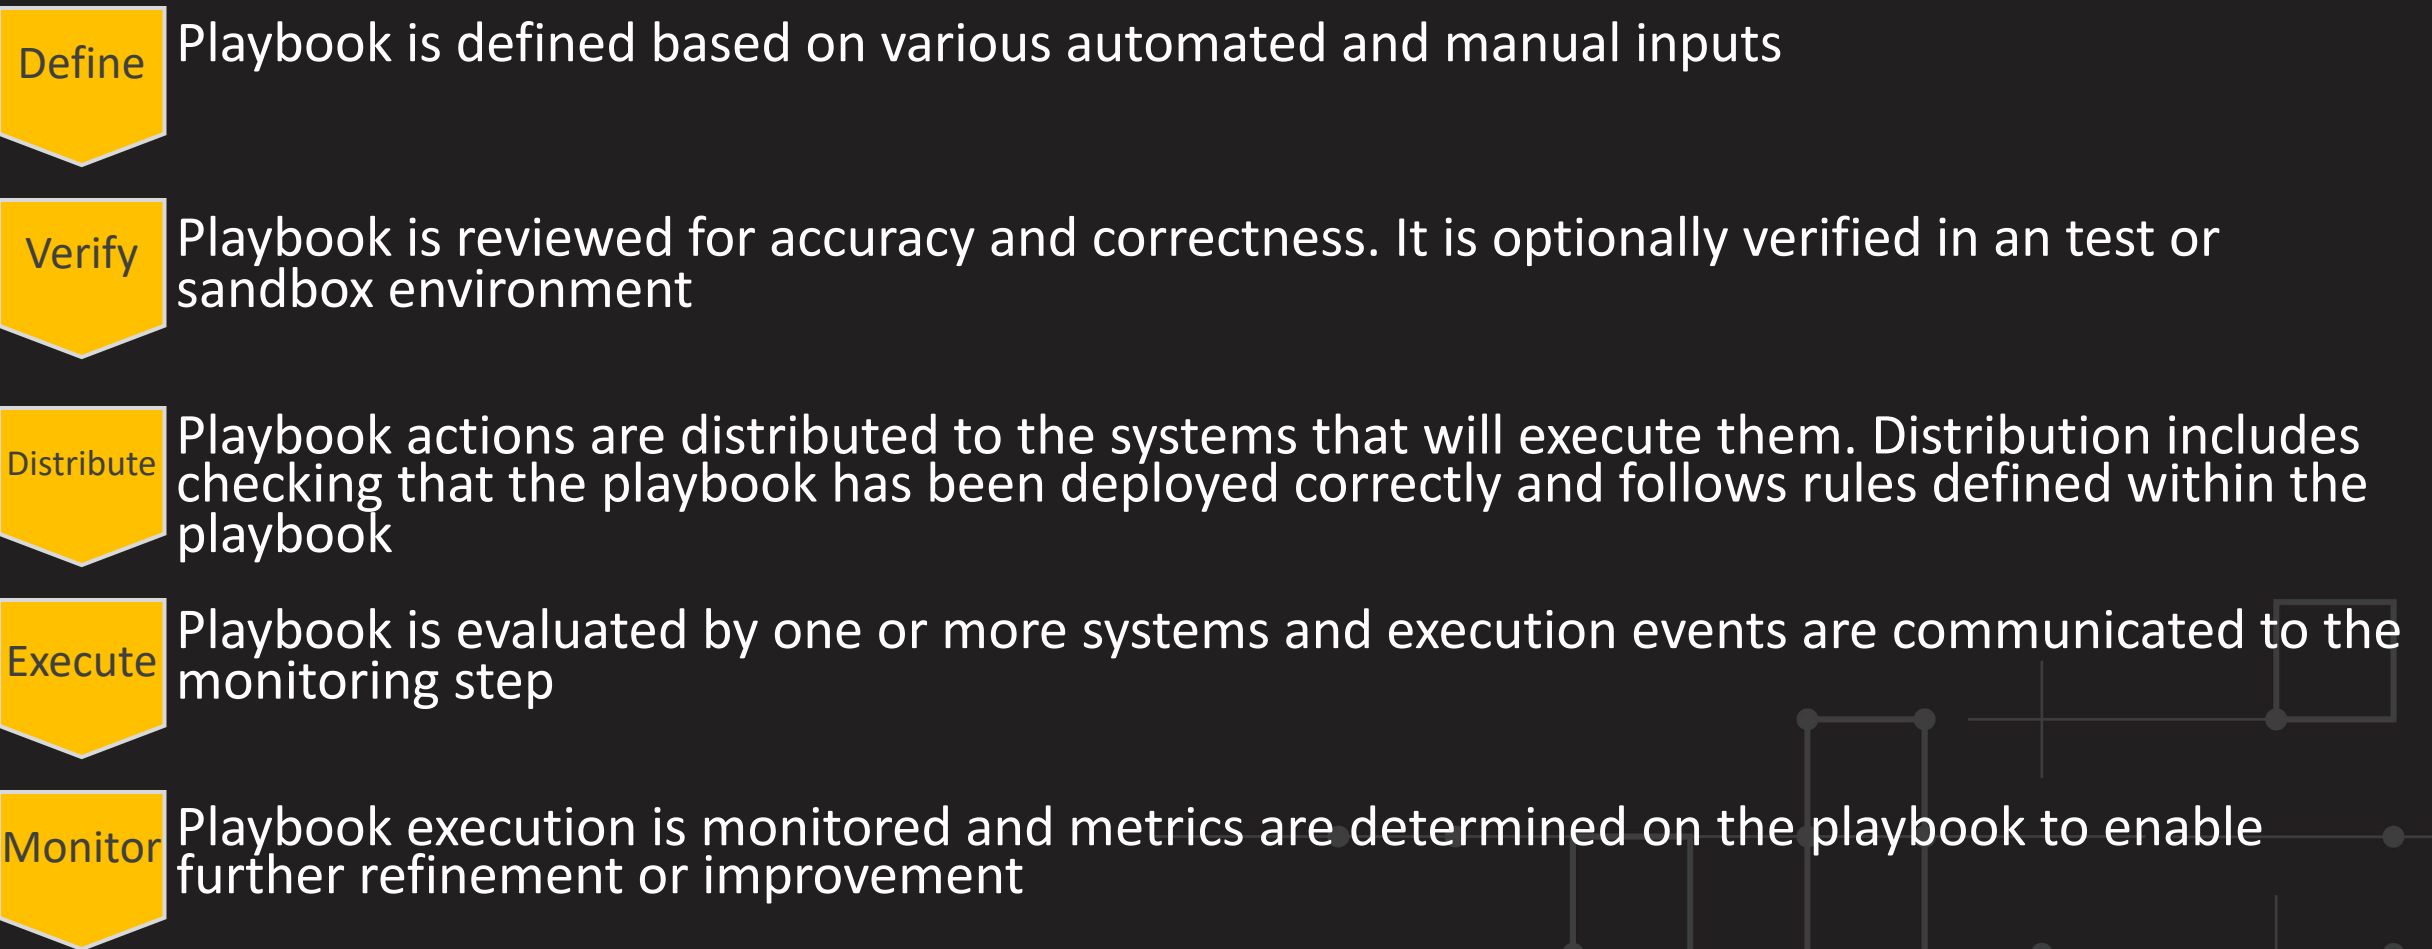 Define
Playbook is defined based on various automated and manual inputs
Verify
Playbook is reviewed for accuracy and correctness. It is optionally verified in an test or
sandbox environment
Distribute
Playbook actions are distributed to the systems that will execute them. Distribution includes
checking that the playbook has been deployed correctly and follows rules defined within the
playbook
Execute
Playbook is evaluated by one or more systems and execution events are communicated to the
monitoring step
Monitor
Playbook execution is monitored and metrics are determined on the playbook to enable
further refinement or improvement